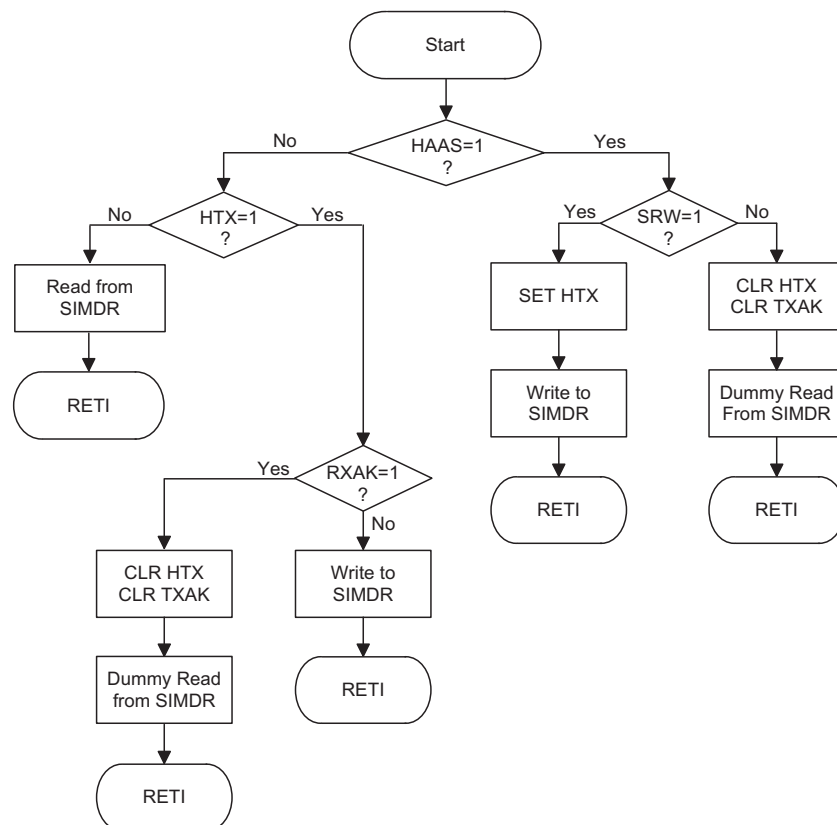 Start
No
HAAS=1
?
Yes
No
HTX=1
?
Yes
Yes
SRW=1
?
No
Read from
SIMDR
SET HTX
CLR HTX
CLR TXAK
RETI
Write to
SIMDR
Dummy Read
From SIMDR
Yes
RXAK=1
?
No
RETI
RETI
CLR HTX
CLR TXAK
Write to
SIMDR
Dummy Read
from SIMDR
RETI
RETI